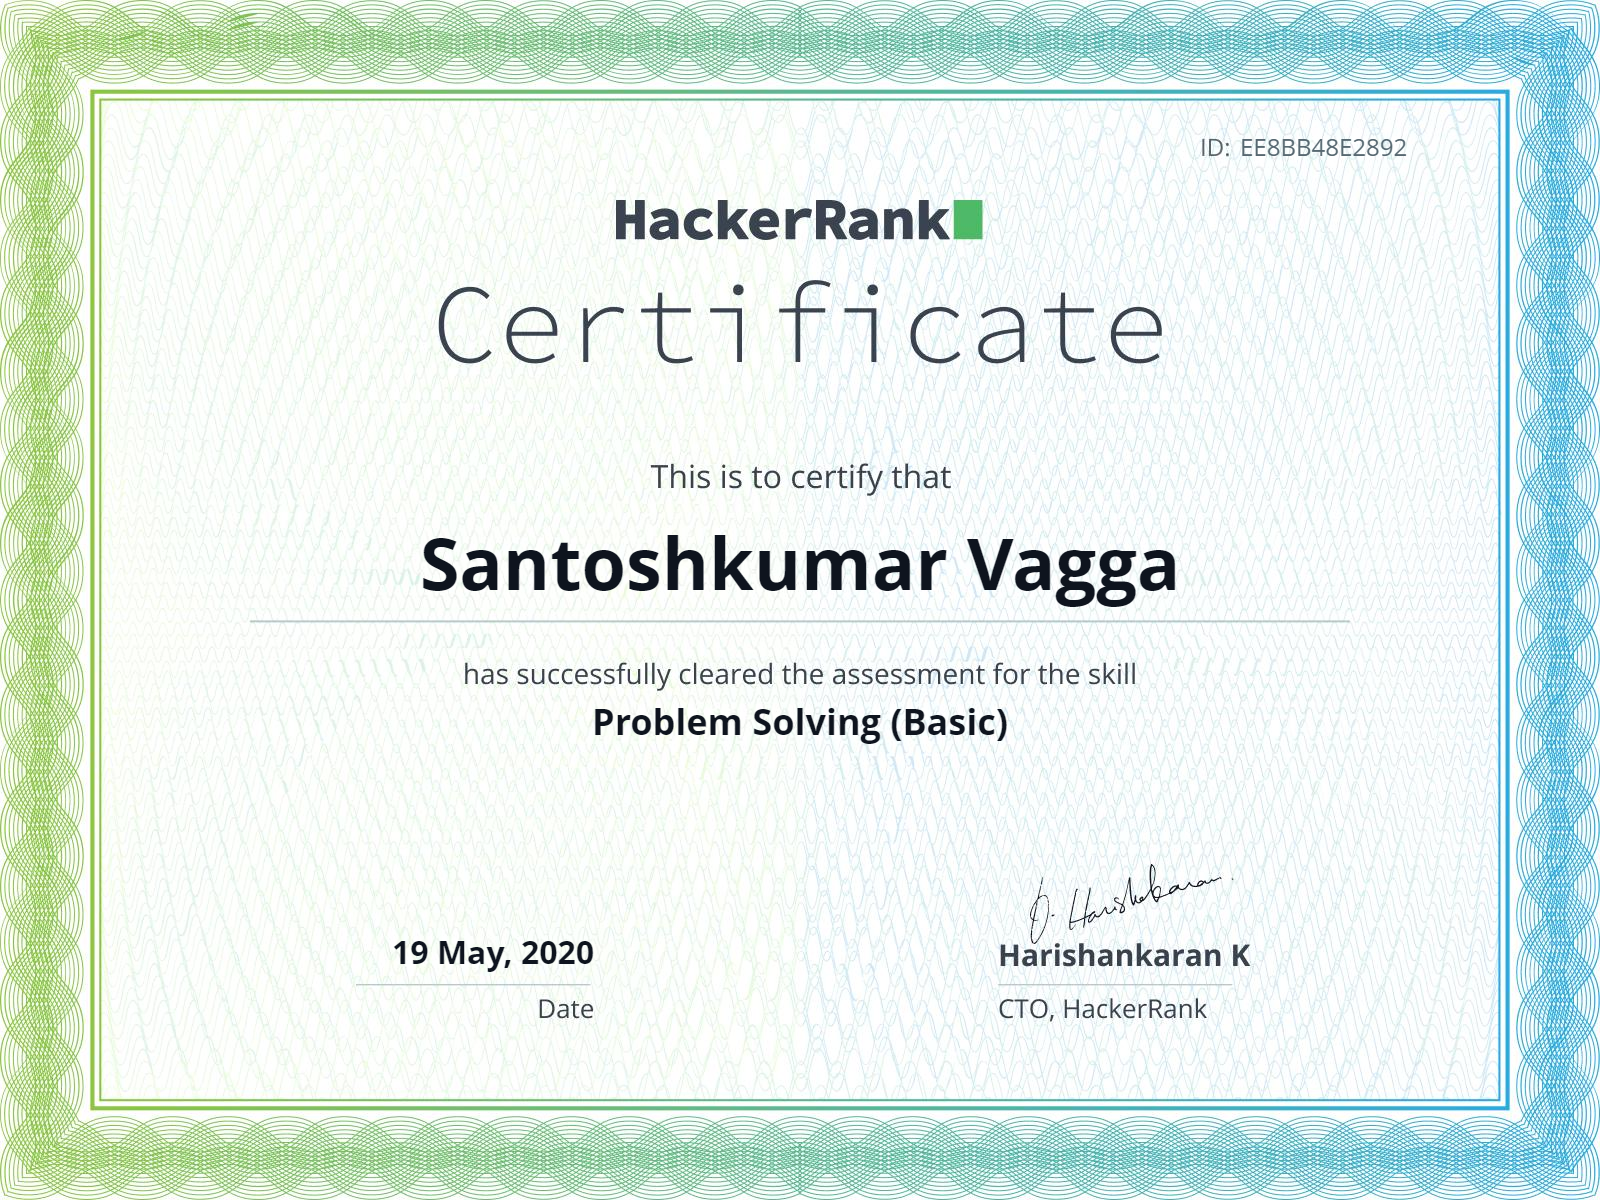 ID: EE8BB48E2892
HackerRank
Certificate
This is to certify that
Santoshkumar Vagga
has successfully cleared the assessment for the skill
Problem Solving (Basic)
19 May, 2020
Date
Harishankaran
Harishankaran K
CTO, HackerRank